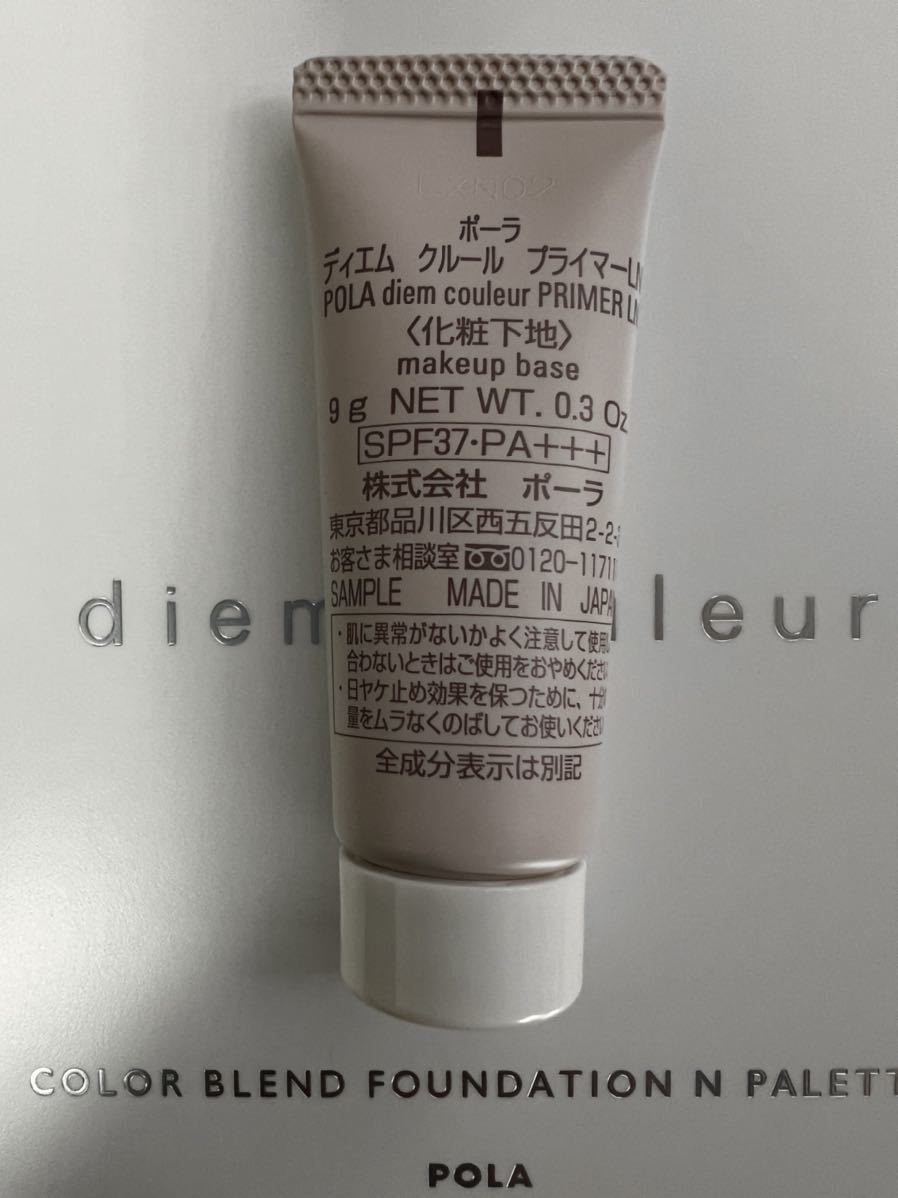 ポーラ
ディエム クルール プライマーLN
POLA diem couleur PRIMER LN
〈化粧下地〉
makeup base
9 g NET WT. 0.3 Oz
SPF37・PA+++
株式会社 ポーラ
東京都品川区西五反田2-2-
お客さま相談室 0120-1171
SAMPLE MADE IN JAPAN
・肌に異常がないかよく注意して使用し
合わないときはご使用をおやめください
・日ヤケ止め効果を保つために、十分
量をムラなくのばしてお使いください
全成分表示は別記
diem leur
COLOR BLEND FOUNDATION N PALETT
POLA